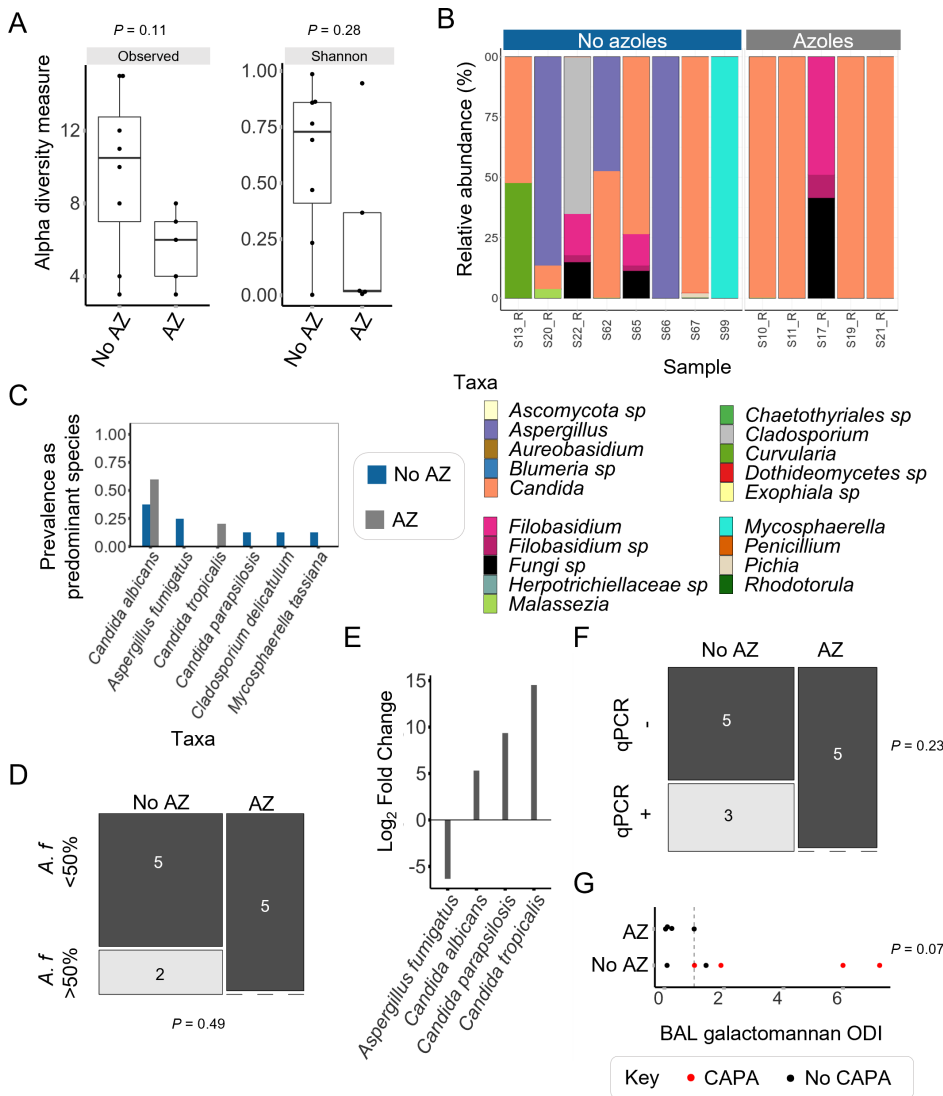 A
P = 0.11
P = 0.28
Observed
Shannon
Alpha diversity measure
12
8
4
1.00
0.75
0.50
0.25
0.00
No AZ
AZ
No AZ
AZ
B
No azoles
Azoles
Relative abundance (%)
00
75
50
25
0
00
75
50
25
0
S13_R
S20_R
S22_R
S62
S65
S66
S67
S99
S10_R
S11_R
S17_R
S19_R
S21_R
Sample
Taxa
Ascomycota sp
Aspergillus
Aureobasidium
Blumeria sp
Candida
Chaetothyriales sp
Cladosporium
Curvularia
Dothideomycetes sp
Exophiala sp
Filobasidium
Filobasidium sp
Fungi sp
Herpotrichiellaceae sp
Malassezia
Mycosphaerella
Penicillium
Pichia
Rhodotorula
C
Prevalence as
predominant species
1.00
0.75
0.50
0.25
0.00
Candida albicans
Aspergillus fumigatus
Candida tropicalis
Candida parapsilosis
Cladosporium delicatulum
Mycosphaerella tassiana
Taxa
No AZ
AZ
D
No AZ
AZ
A. f
<50%
A. f
>50%
5
5
2
P = 0.49
E
Log2 Fold Change
15
10
5
0
-5
Aspergillus fumigatus
Candida albicans
Candida parapsilosis
Candida tropicalis
F
No AZ
AZ
qPCR
-
qPCR
+
5
5
3
P = 0.23
G
AZ
No AZ
P = 0.07
0
2
4
6
BAL galactomannan ODI
Key
CAPA
No CAPA